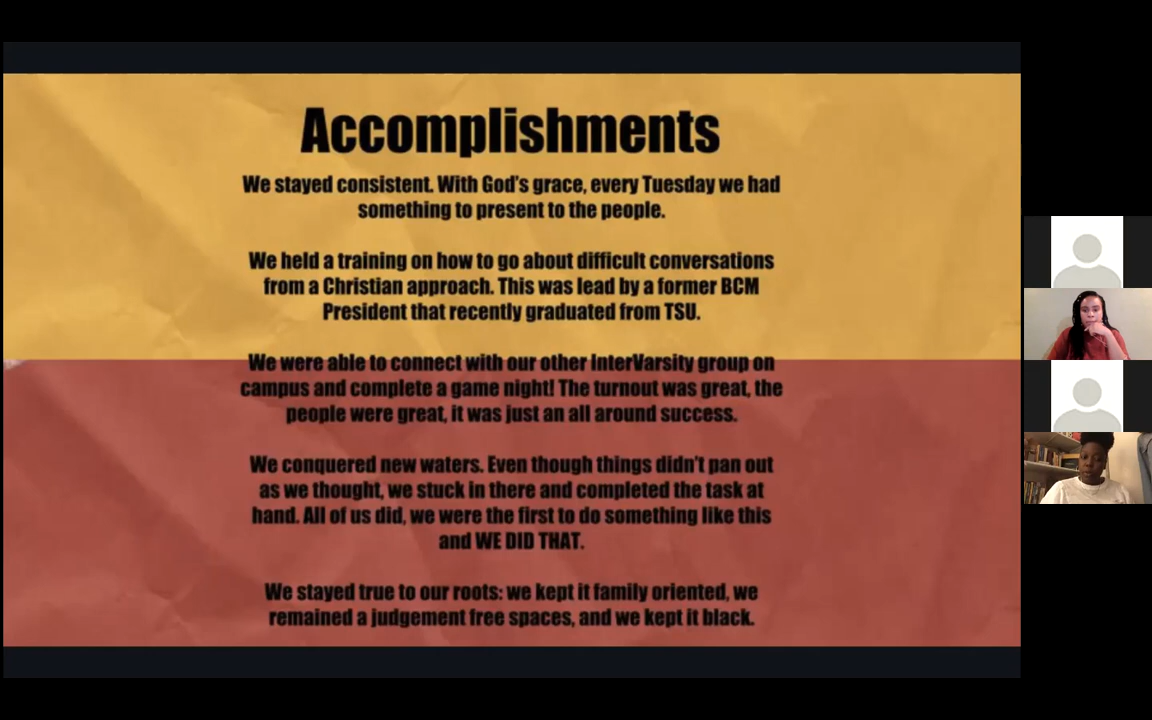 Accomplishments
We stayed consistent. With God's grace, every Tuesday we had
something to present to the people.
We held a training on how to go about difficult conversations
from a Christian approach. This was lead by a former BCM
President that recently graduated from TSU.
We were able to connect with our other InterVarsity group on
campus and complete a game night! The turnout was great, the
people were great, it was just an all around success.
We conquered new waters. Even though things didn't pan out
as we thought, we stuck in there and completed the task at
hand. All of us did, we were the first to do something like this
and WE DID THAT.
We stayed true to our roots: we kept it family oriented, we
remained a judgement free spaces, and we kept it black.